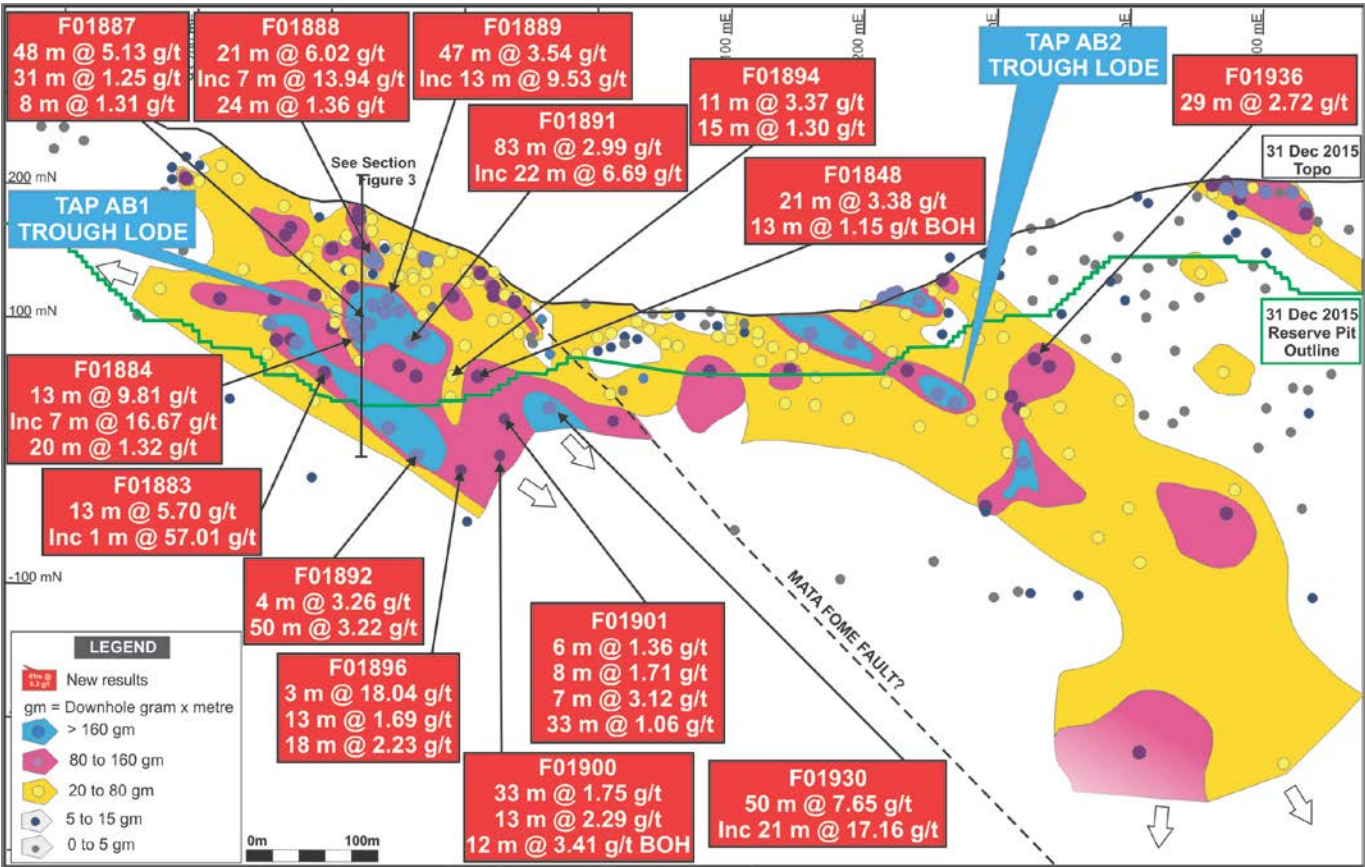 F01887
48 m @ 5.13 g/t
31 m @ 1.25 g/t
8 m @ 1.31 g/t
F01888
21 m @ 6.02 g/t
Inc 7 m @ 13.94 g/t
24 m @ 1.36 g/t
F01889
47 m @ 3.54 g/t
Inc 13 m @ 9.53 g/t
F01891
83 m @ 2.99 g/t
Inc 22 m @ 6.69 g/t
F01894
11 m @ 3.37 g/t
15 m @ 1.30 g/t
F01848
21 m @ 3.38 g/t
13 m @ 1.15 g/t BOH
100 mE
200 mE
TAP AB2
TROUGH LODE
F01936
29 m @ 2.72 g/t
31 Dec 2015
Topo
31 Dec 2015
Reserve Pit
Outline
See Section
Figure 3
200 mN
TAP AB1
TROUGH LODE
100 mN
F01884
13 m @ 9.81 g/t
Inc 7 m @ 16.67 g/t
20 m @ 1.32 g/t
F01883
13 m @ 5.70 g/t
Inc 1 m @ 57.01 g/t
-100 mN
F01892
4 m @ 3.26 g/t
50 m @ 3.22 g/t
F01896
3 m @ 18.04 g/t
13 m @ 1.69 g/t
18 m @ 2.23 g/t
F01901
6 m @ 1.36 g/t
8 m @ 1.71 g/t
7 m @ 3.12 g/t
33 m @ 1.06 g/t
F01900
33 m @ 1.75 g/t
13 m @ 2.29 g/t
12 m @ 3.41 g/t BOH
F01930
50 m @ 7.65 g/t
Inc 21 m @ 17.16 g/t
MATA FOME FAULT?
LEGEND
New results
gm = Downhole gram x metre
> 160 gm
80 to 160 gm
20 to 80 gm
5 to 15 gm
0 to 5 gm
0m 100m